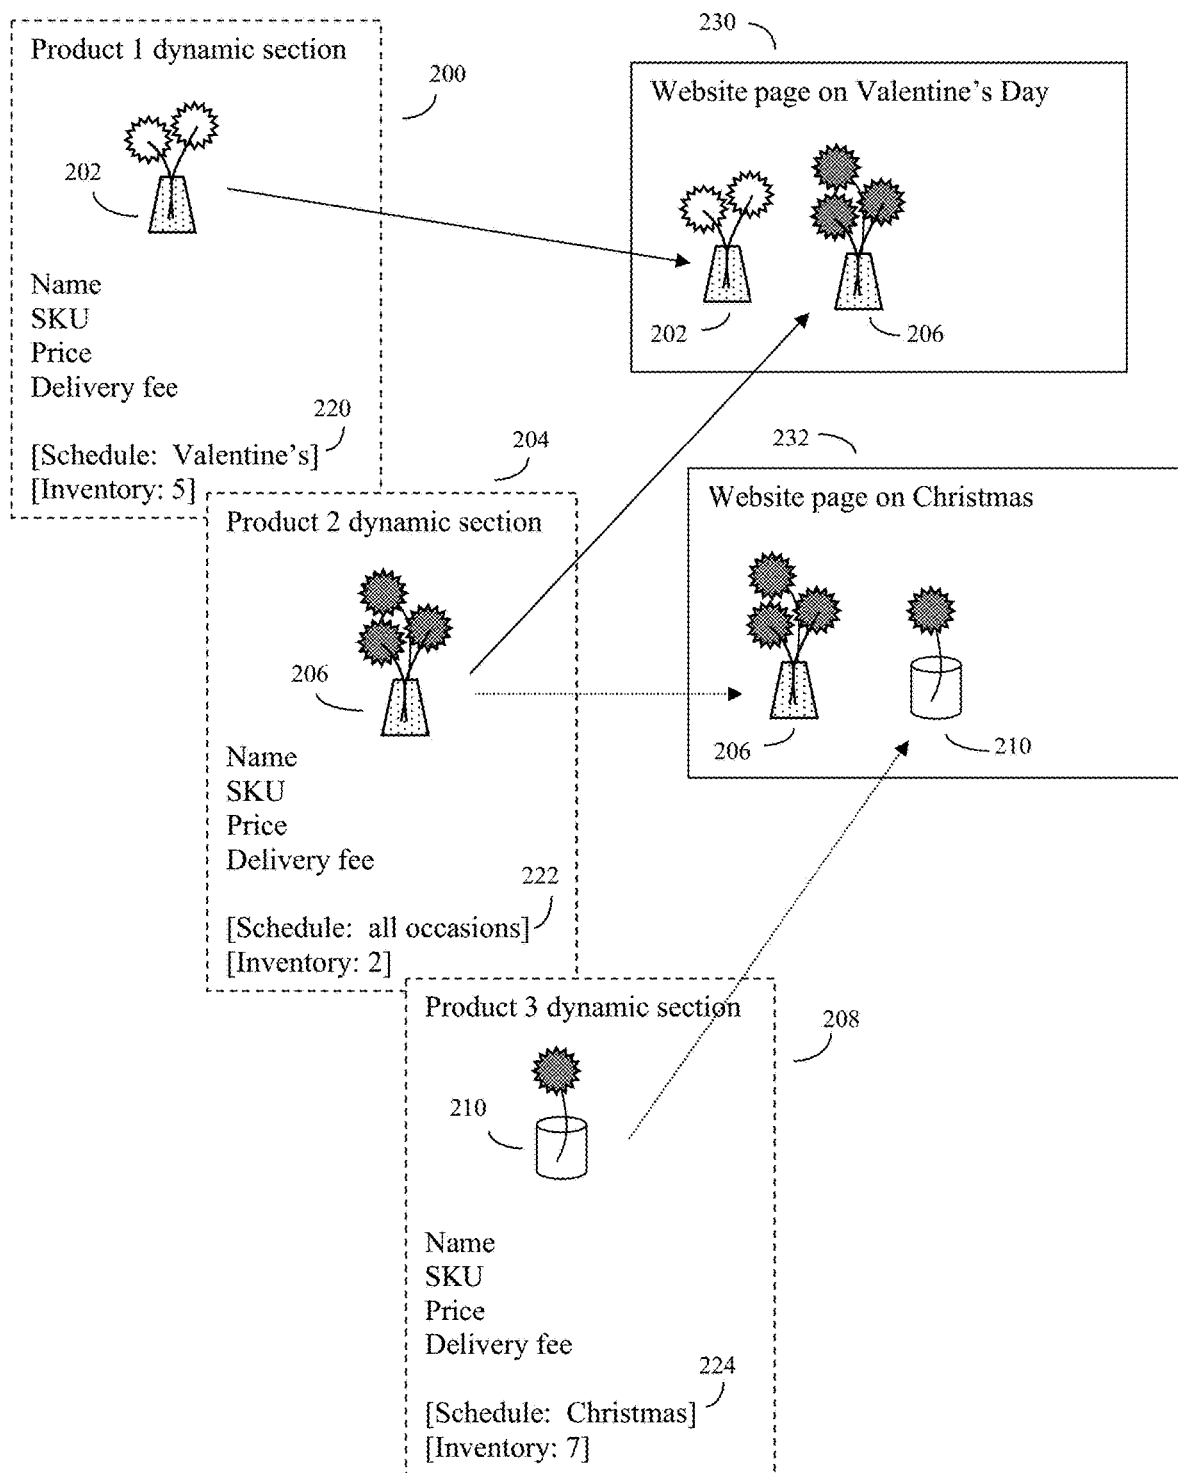 Product 1 dynamic section
200
202
Name
SKU
Price
Delivery fee
220
[Schedule: Valentine's]
[Inventory: 5]
230
Website page on Valentine's Day
202
206
204
Product 2 dynamic section
206
Name
SKU
Price
Delivery fee
222
[Schedule: all occasions]
[Inventory: 2]
232
Website page on Christmas
206
210
Product 3 dynamic section
208
210
Name
SKU
Price
Delivery fee
224
[Schedule: Christmas]
[Inventory: 7]